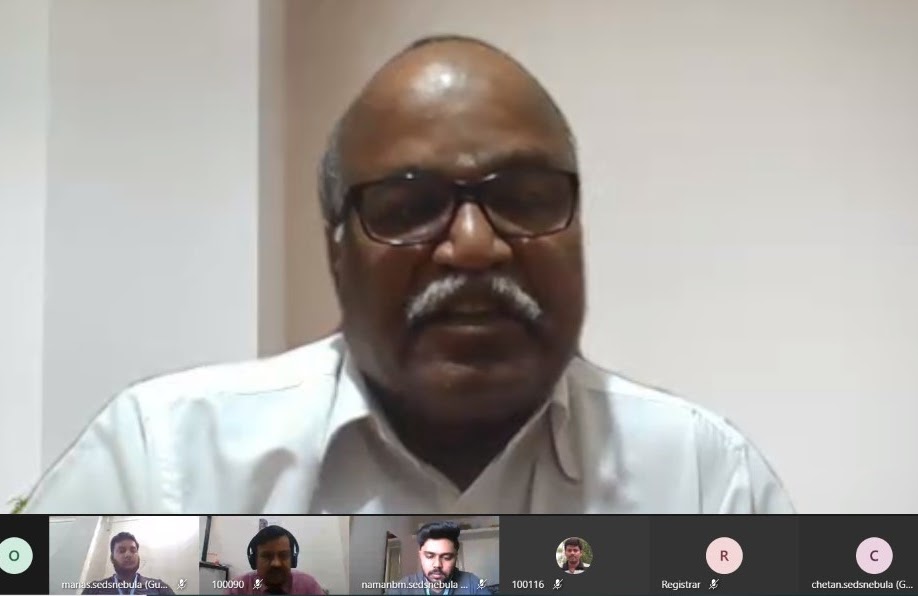 O
manas.sedsnebula (Gu...
100090
namanbm.sedsnebula ...
100116
R
Registrar
C
chetan.sedsnebula (G...